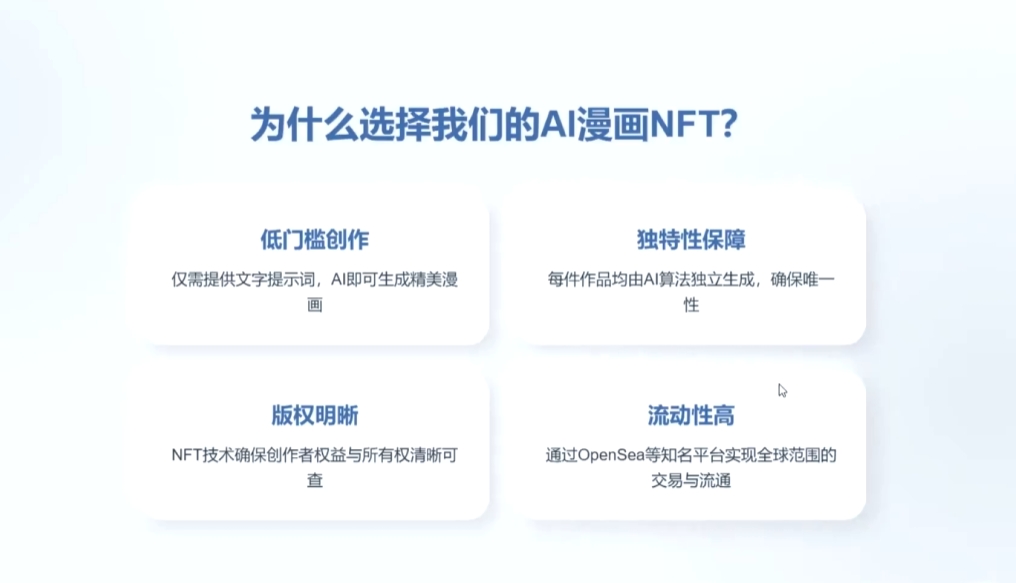 为什么选择我们的AI漫画NFT？
低门槛创作
仅需提供文字提示词，AI即可生成精美漫
画
独特性保障
每件作品均由AI算法独立生成，确保唯一
性
版权明晰
NFT技术确保创作者权益与所有权清晰可
查
流动性高
通过OpenSea等知名平台实现全球范围的
交易与流通